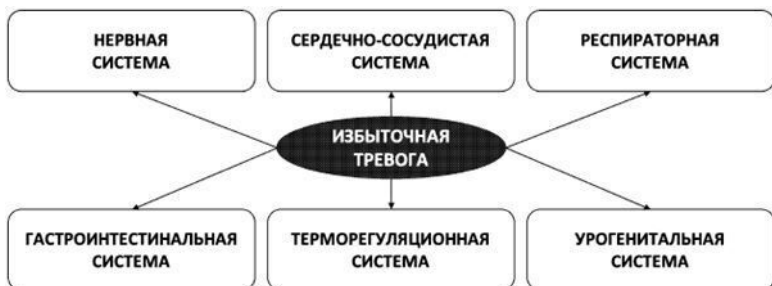 НЕРВНАЯ
СИСТЕМА
СЕРДЕЧНО-СОСУДИСТАЯ
СИСТЕМА
РЕСПИРАТОРНАЯ
СИСТЕМА
ИЗБЫТОЧНАЯ
ТРЕВОГА
ГАСТРОИНТЕСТИНАЛЬНАЯ
СИСТЕМА
ТЕРМОРЕГУЛЯЦИОННАЯ
СИСТЕМА
УРОГЕНИТАЛЬНАЯ
СИСТЕМА